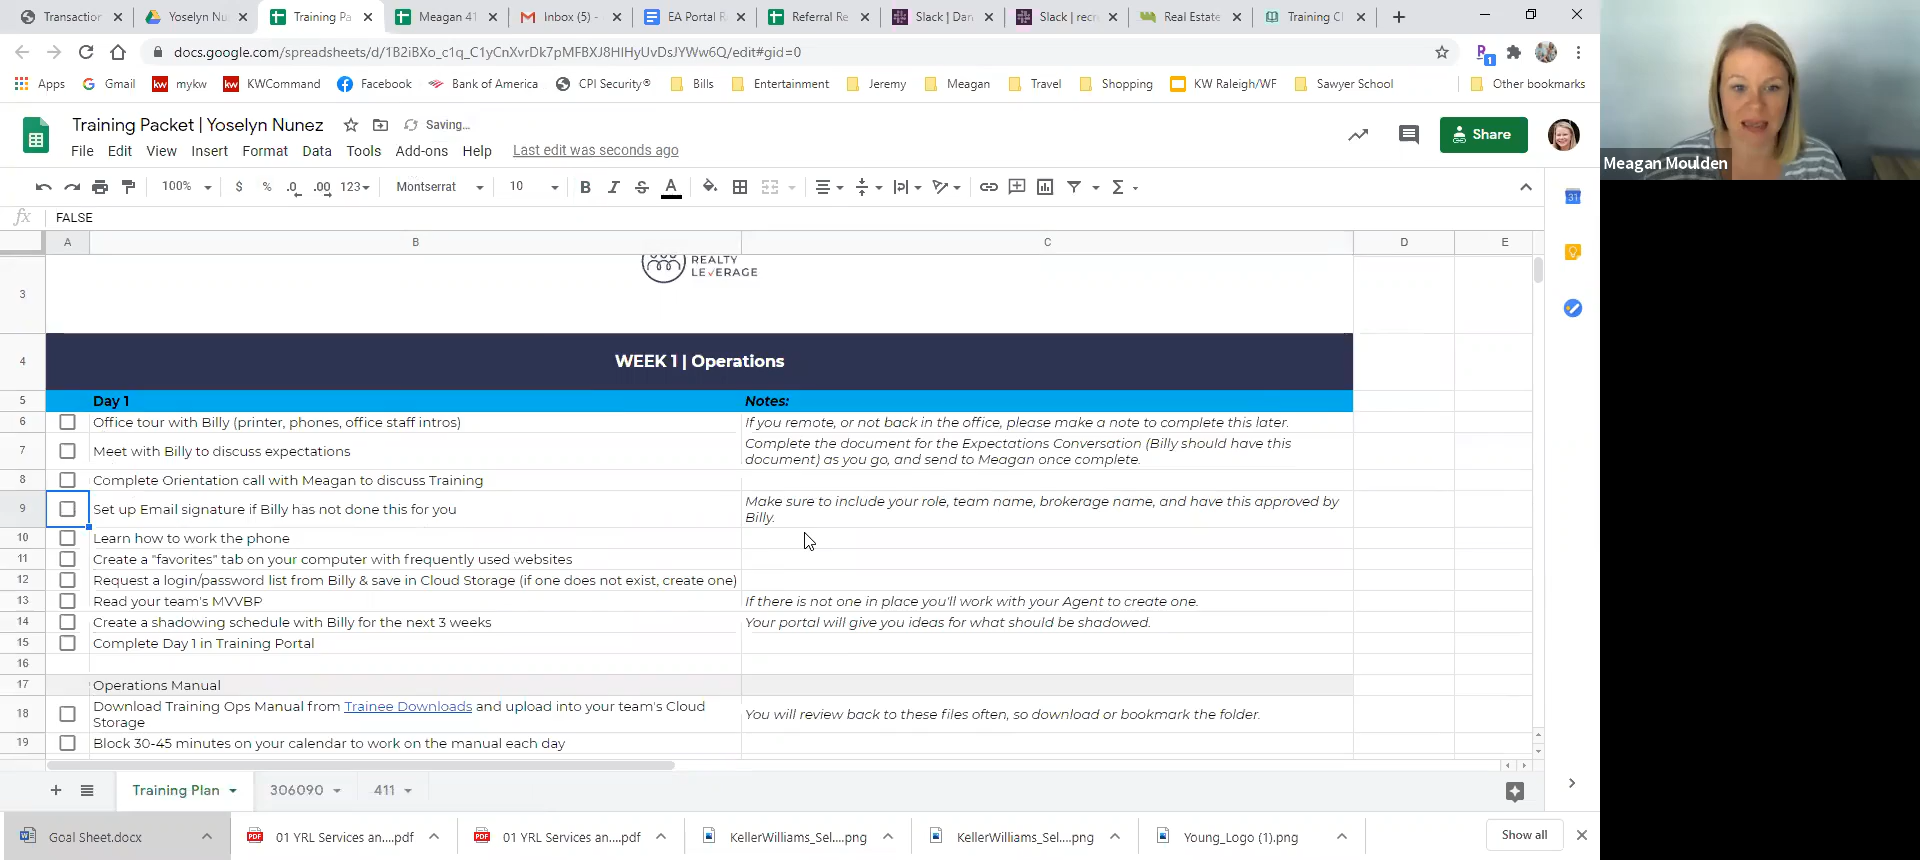 Transaction
Yoselyn Nu
Training Pa
Meagan 41
Inbox (5) -
EA Portal R
Referral Re
Slack | Dan
Slack | recr
Real Estate
Training Cl
docs.google.com/spreadsheets/d/1B2iBXo_c1q_C1yCnXvrDk7pMFBXJ8HIHyUvDsJYWw6Q/edit#gid=0
Apps
Gmail
kw mykw
kw KWCommand
Facebook
Bank of America
CPI Security®
Bills
Entertainment
Jeremy
Meagan
Travel
Shopping
KW Raleigh/WF
Sawyer School
Other bookmarks
Training Packet | Yoselyn Nunez
Saving...
Share
File Edit View Insert Format Data Tools Add-ons Help Last edit was seconds ago
100% $ % .0 .00 123 Montserrat 10 B I S A
fx FALSE
A B C D E
REALTY
LEVERAGE
3
4 WEEK 1 | Operations
5 Day 1 Notes:
6 Office tour with Billy (printer, phones, office staff intros) If you remote, or not back in the office, please make a note to complete this later.
7 Meet with Billy to discuss expectations Complete the document for the Expectations Conversation (Billy should have this
document) as you go, and send to Meagan once complete.
8 Complete Orientation call with Meagan to discuss Training
9 Set up Email signature if Billy has not done this for you Make sure to include your role, team name, brokerage name, and have this approved by
Billy.
10 Learn how to work the phone
11 Create a "favorites" tab on your computer with frequently used websites
12 Request a login/password list from Billy & save in Cloud Storage (if one does not exist, create one)
13 Read your team's MVVBP If there is not one in place you'll work with your Agent to create one.
14 Create a shadowing schedule with Billy for the next 3 weeks Your portal will give you ideas for what should be shadowed.
15 Complete Day 1 in Training Portal
16
17 Operations Manual
18 Download Training Ops Manual from Trainee Downloads and upload into your team's Cloud
Storage You will review back to these files often, so download or bookmark the folder.
19 Block 30-45 minutes on your calendar to work on the manual each day
Training Plan 306090 411
Goal Sheet.docx
01 YRL Services an....pdf
01 YRL Services an....pdf
KellerWilliams_Sel....png
KellerWilliams_Sel....png
Young_Logo (1).png
Show all
Meagan Moulden
31